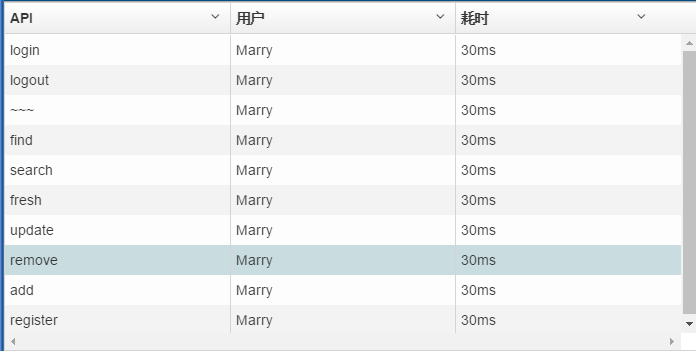 API 用户 耗时
login Marry 30ms
logout Marry 30ms
~~~ Marry 30ms
find Marry 30ms
search Marry 30ms
fresh Marry 30ms
update Marry 30ms
remove Marry 30ms
add Marry 30ms
register Marry 30ms